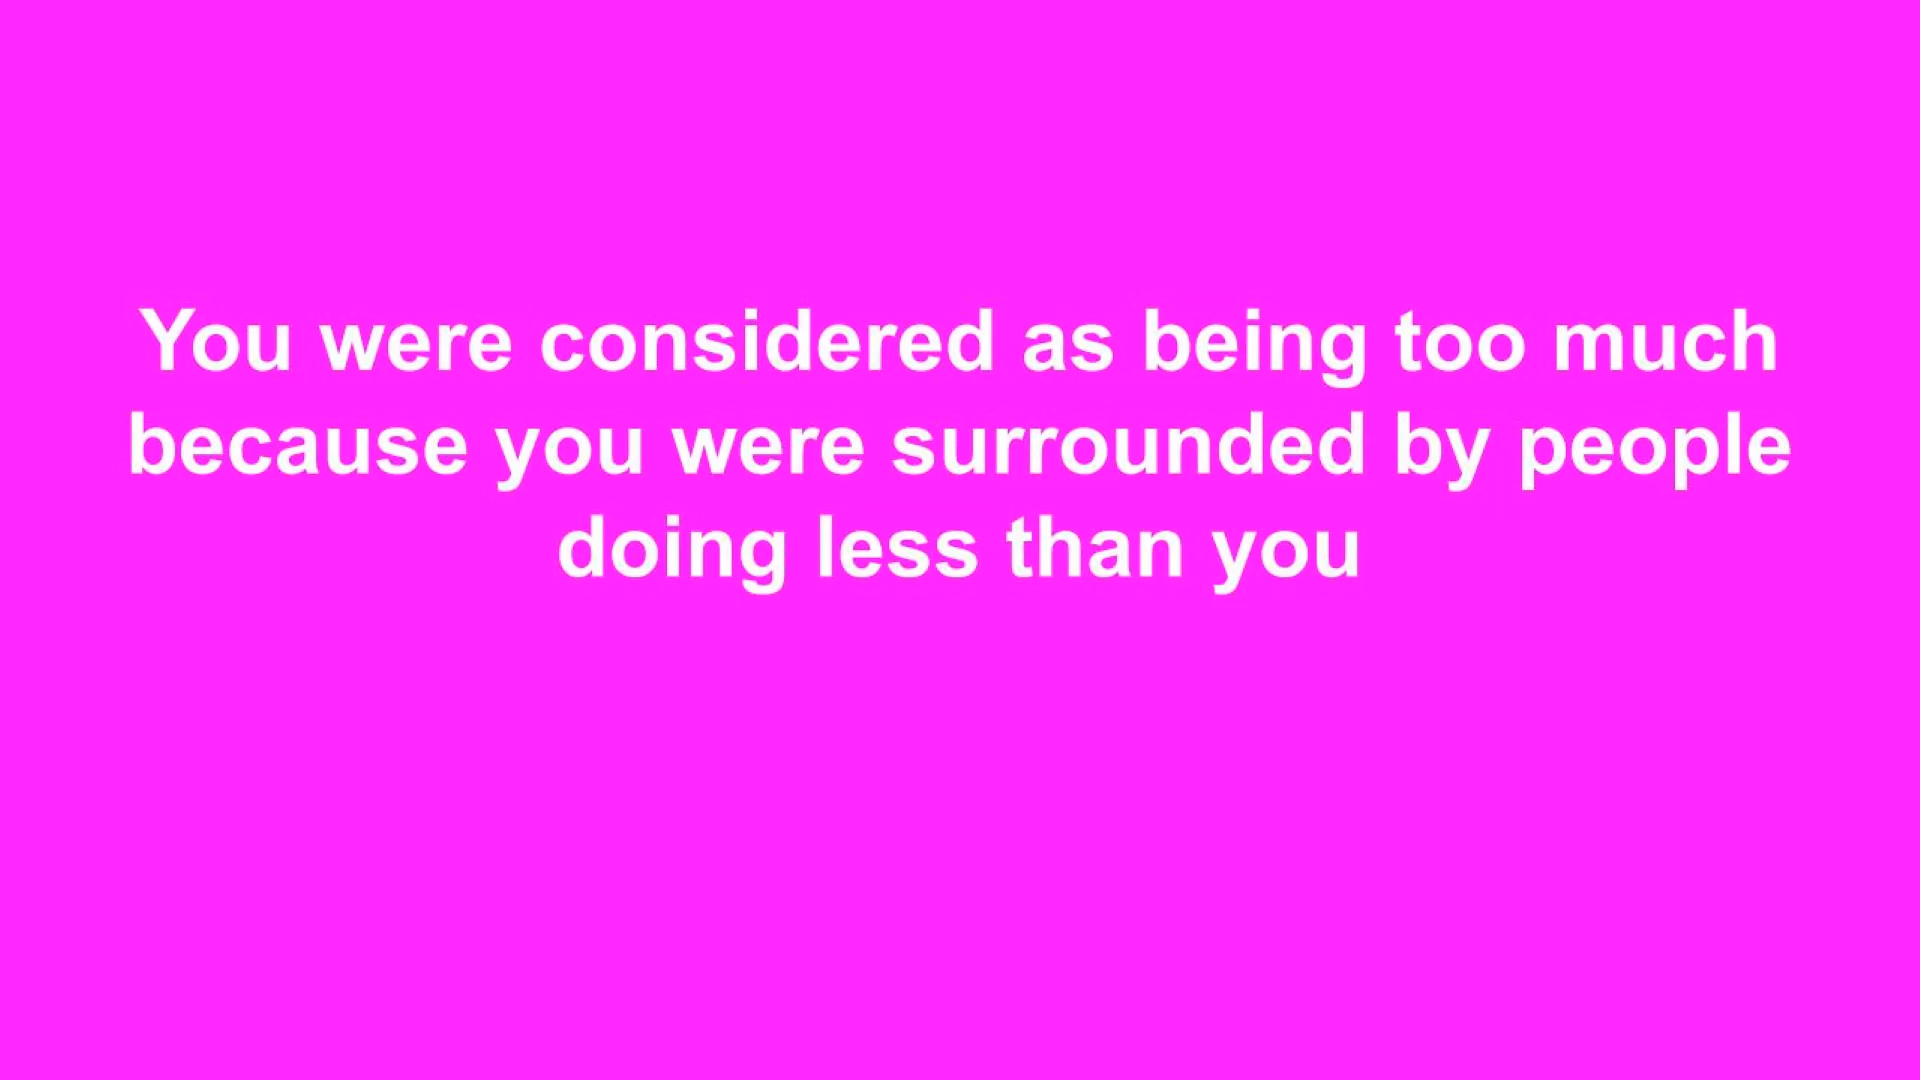 You were considered as being too much
because you were surrounded by people
doing less than you